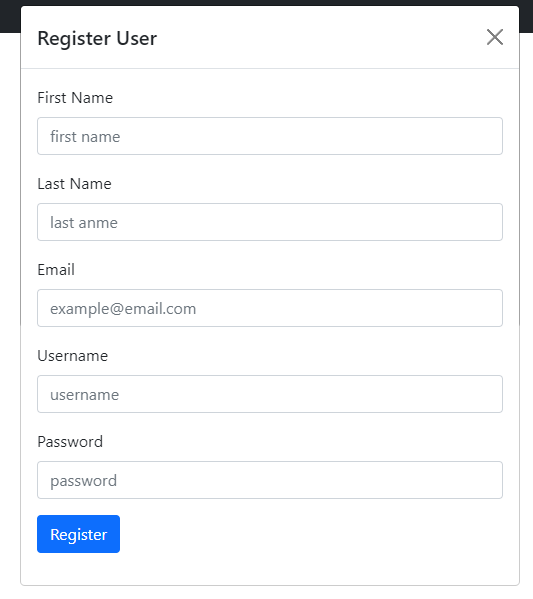 Register User
First Name
first name
Last Name
last anme
Email
example@email.com
Username
username
Password
password
Register